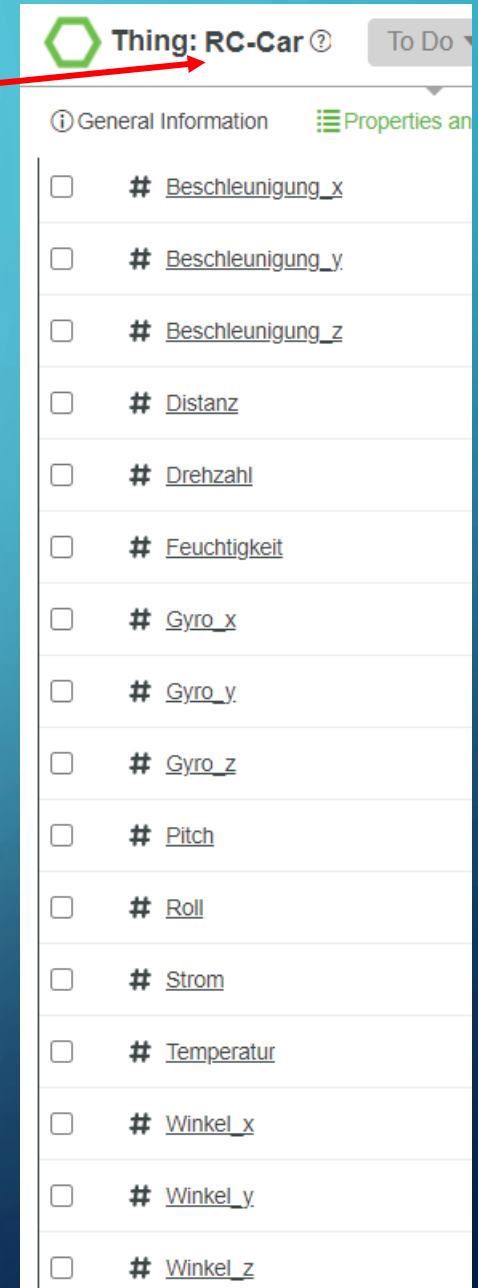 Thing: RC-Car ? To Do
General Information Properties an
# Beschleunigung_x
# Beschleunigung_y
# Beschleunigung_z
# Distanz
# Drehzahl
# Feuchtigkeit
# Gyro_x
# Gyro_y
# Gyro_z
# Pitch
# Roll
# Strom
# Temperatur
# Winkel_x
# Winkel_y
# Winkel_z